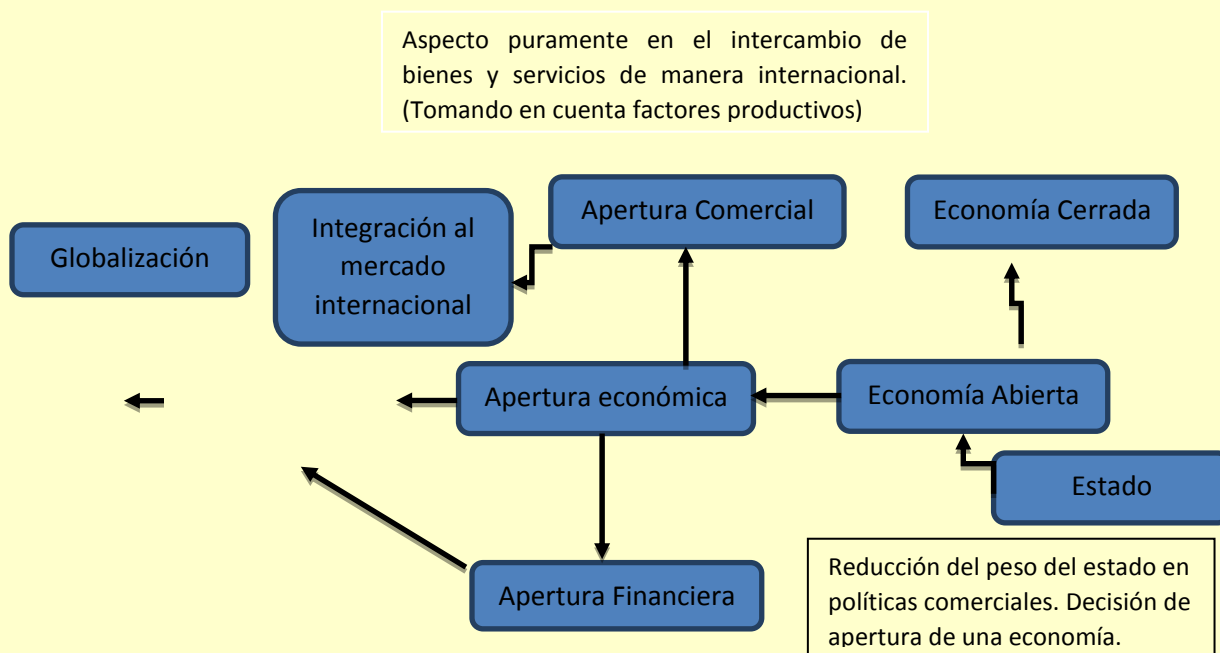 Aspecto puramente en el intercambio de
bienes y servicios de manera internacional.
(Tomando en cuenta factores productivos)
Globalización
Integración al
mercado
internacional
Apertura Comercial
Economía Cerrada
Apertura económica
Economía Abierta
Estado
Apertura Financiera
Reducción del peso del estado en
políticas comerciales. Decisión de
apertura de una economía.